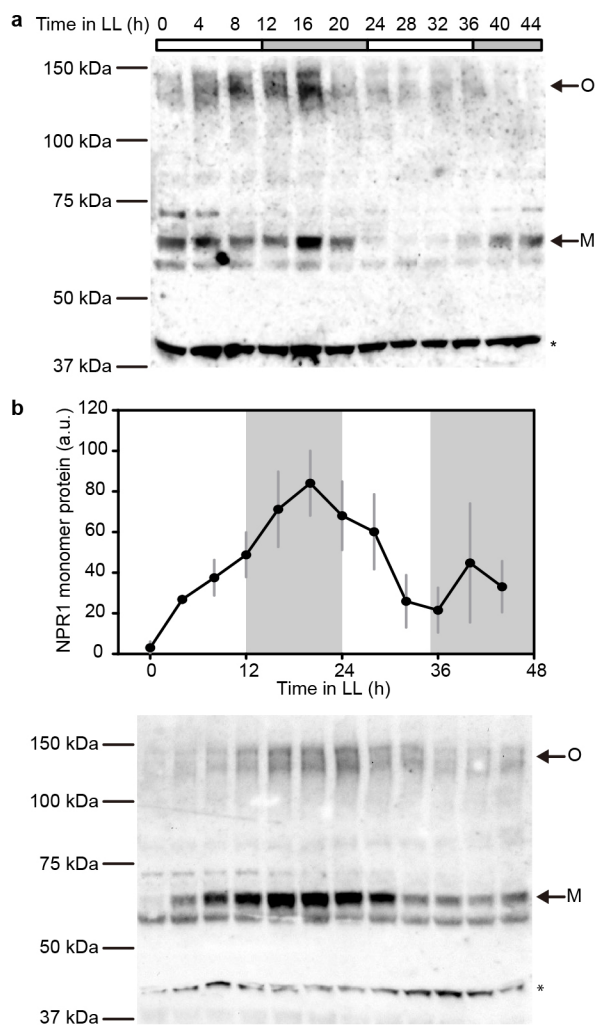 a
Time in LL (h) 0 4 8 12 16 20 24 28 32 36 40 44
150 kDa
O
100 kDa
75 kDa
M
50 kDa
*
37 kDa
b
NPR1 monomer protein (a.u.)
120
100
80
60
40
20
0
0 12 24 36 48
Time in LL (h)
150 kDa
O
100 kDa
75 kDa
M
50 kDa
*
37 kDa